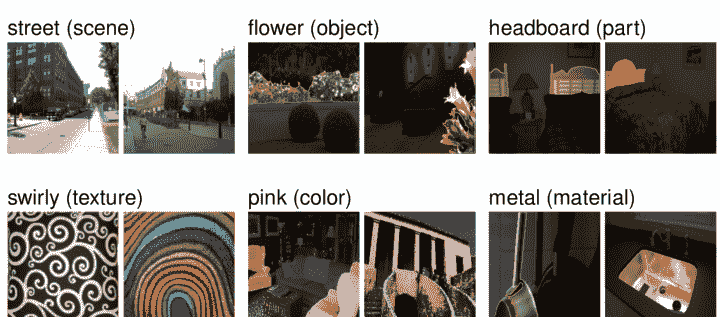 street (scene)
flower (object)
headboard (part)
swirly (texture)
pink (color)
metal (material)